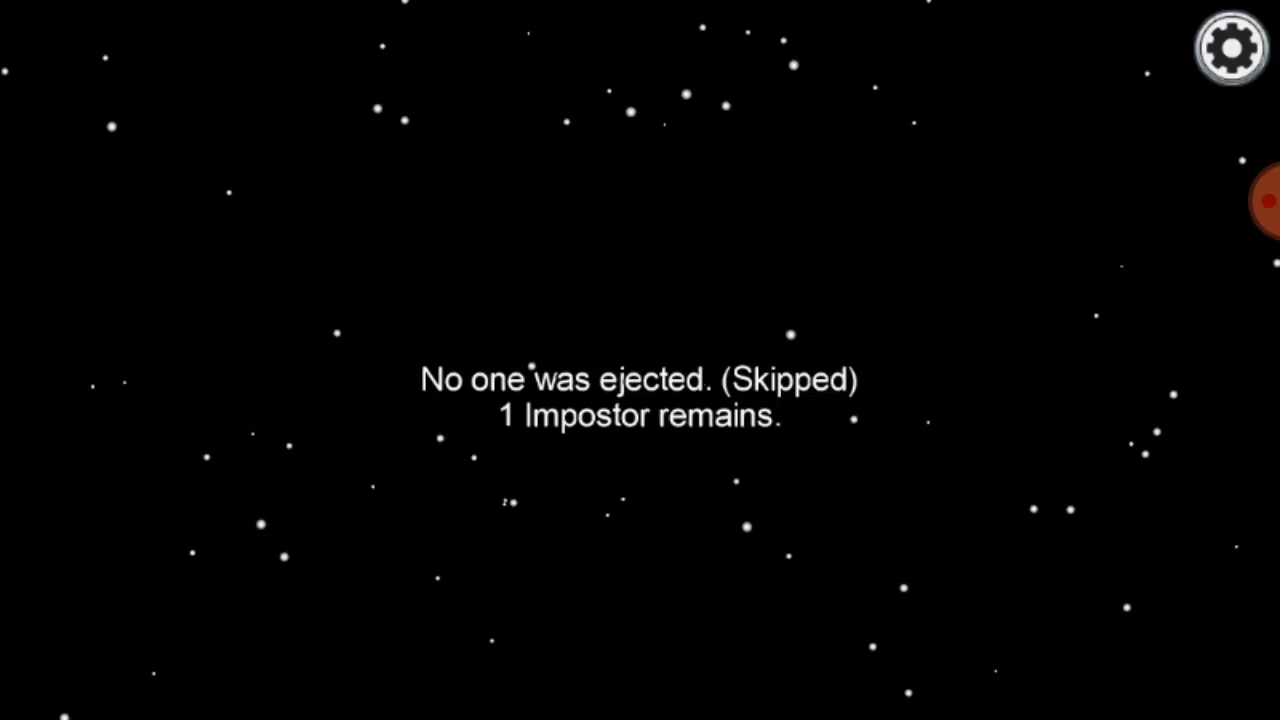 No one was ejected. (Skipped)
1 Impostor remains.